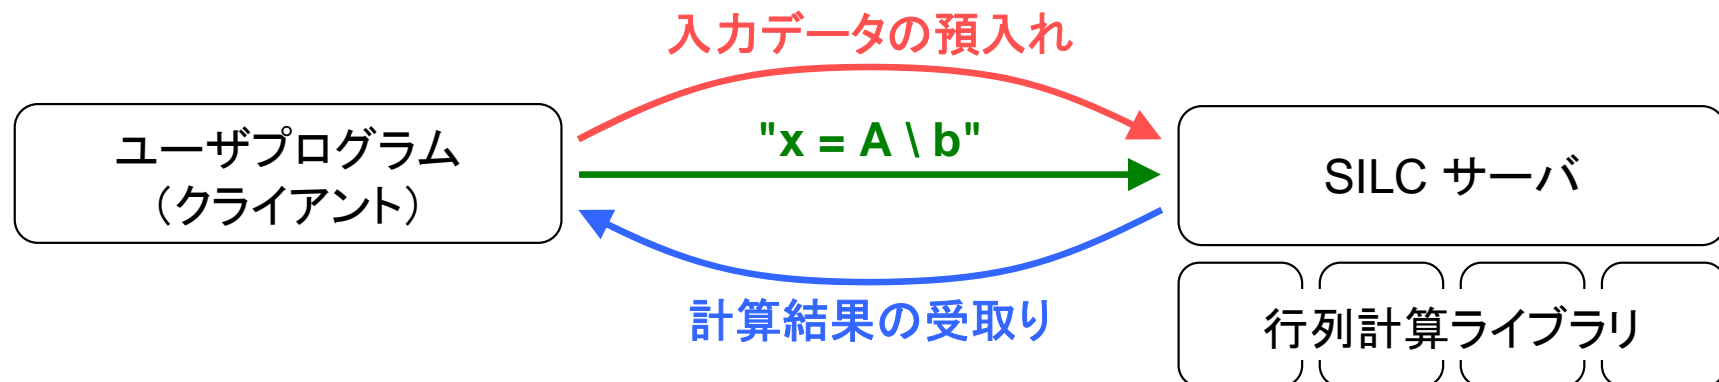 入力データの預入れ
ユーザプログラム
（クライアント）
"x = A \ b"
SILC サーバ
計算結果の受取り
行列計算ライブラリ